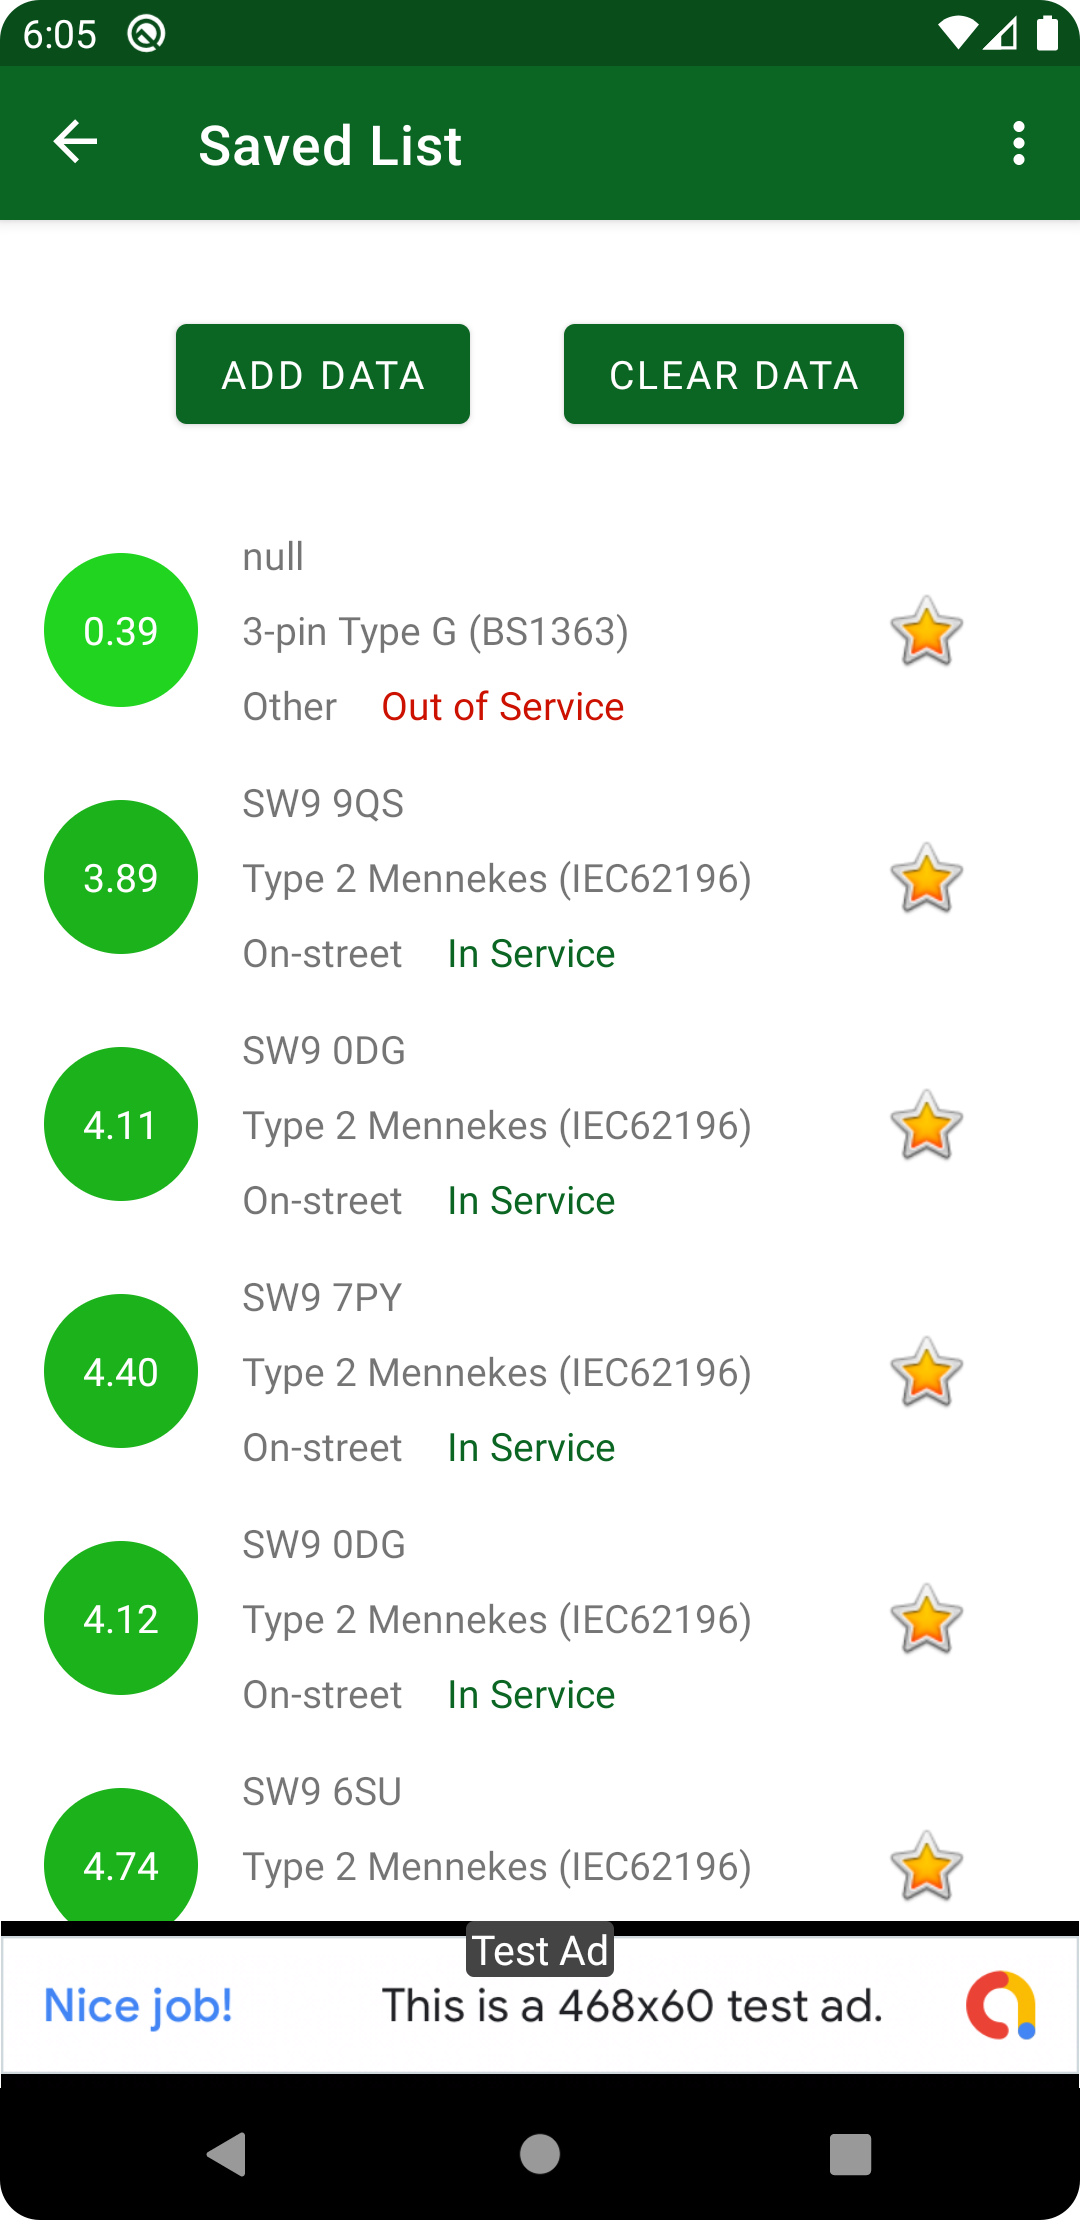 6:05
Saved List
ADD DATA CLEAR DATA
null
0.39 3-pin Type G (BS1363)
Other Out of Service
SW9 9QS
3.89 Type 2 Mennekes (IEC62196)
On-street In Service
SW9 0DG
4.11 Type 2 Mennekes (IEC62196)
On-street In Service
SW9 7PY
4.40 Type 2 Mennekes (IEC62196)
On-street In Service
SW9 0DG
4.12 Type 2 Mennekes (IEC62196)
On-street In Service
SW9 6SU
4.74 Type 2 Mennekes (IEC62196)
Test Ad
Nice job! This is a 468x60 test ad.